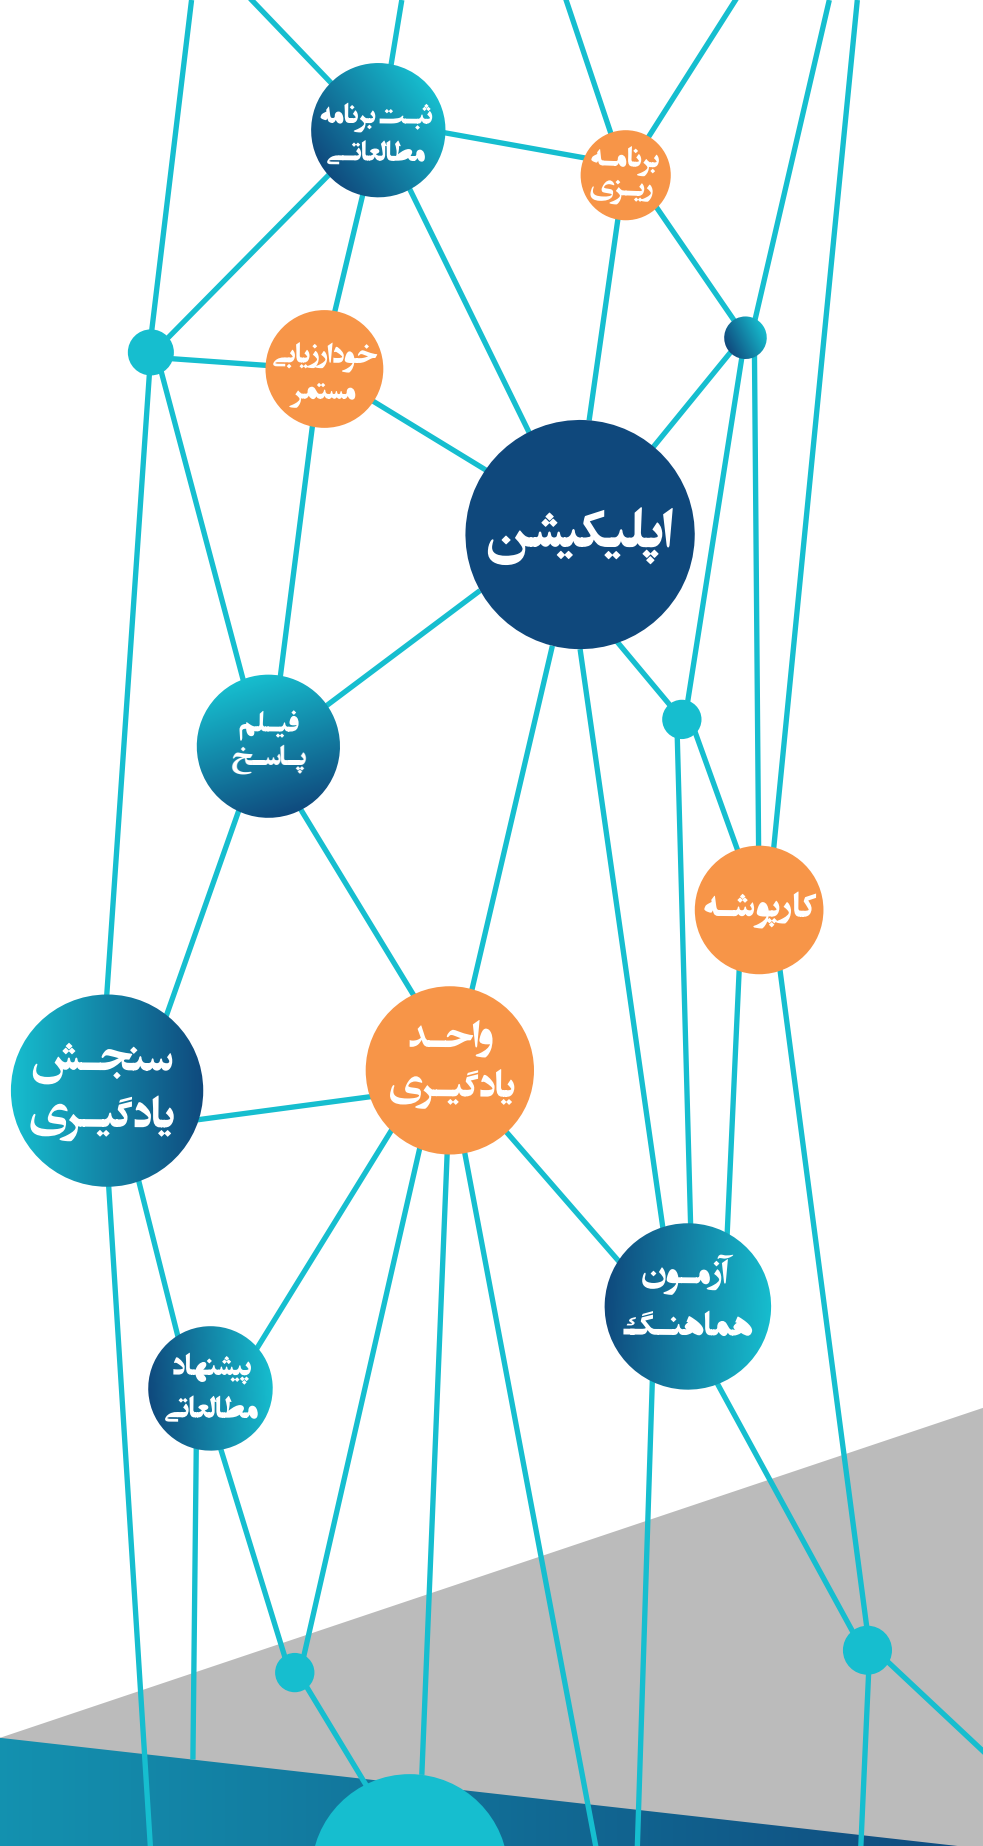 ثبت برنامه
مطالعاتی
برنامه
ریزی
خودارزیابی
مستمر
اپلیکیشن
فیلم
پاسخ
کارپوشه
واحد
یادگیری
سنجش
یادگیری
آزمون
هماهنگ
پیشنهاد
مطالعاتی